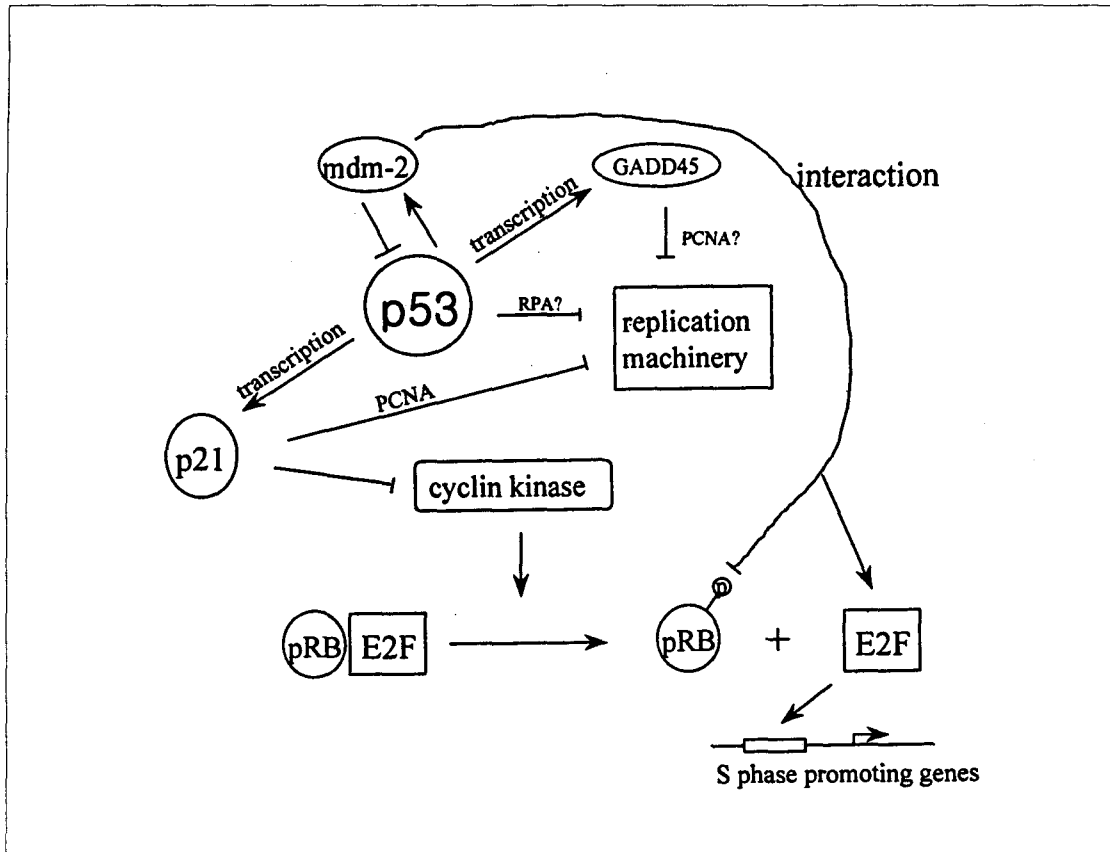 mdm-2
GADD45
interaction
transcription
PCNA?
p53
RPA?
replication
machinery
transcription
PCNA
p21
cyclin kinase
p
pRB
E2F
pRB
+
E2F
S phase promoting genes